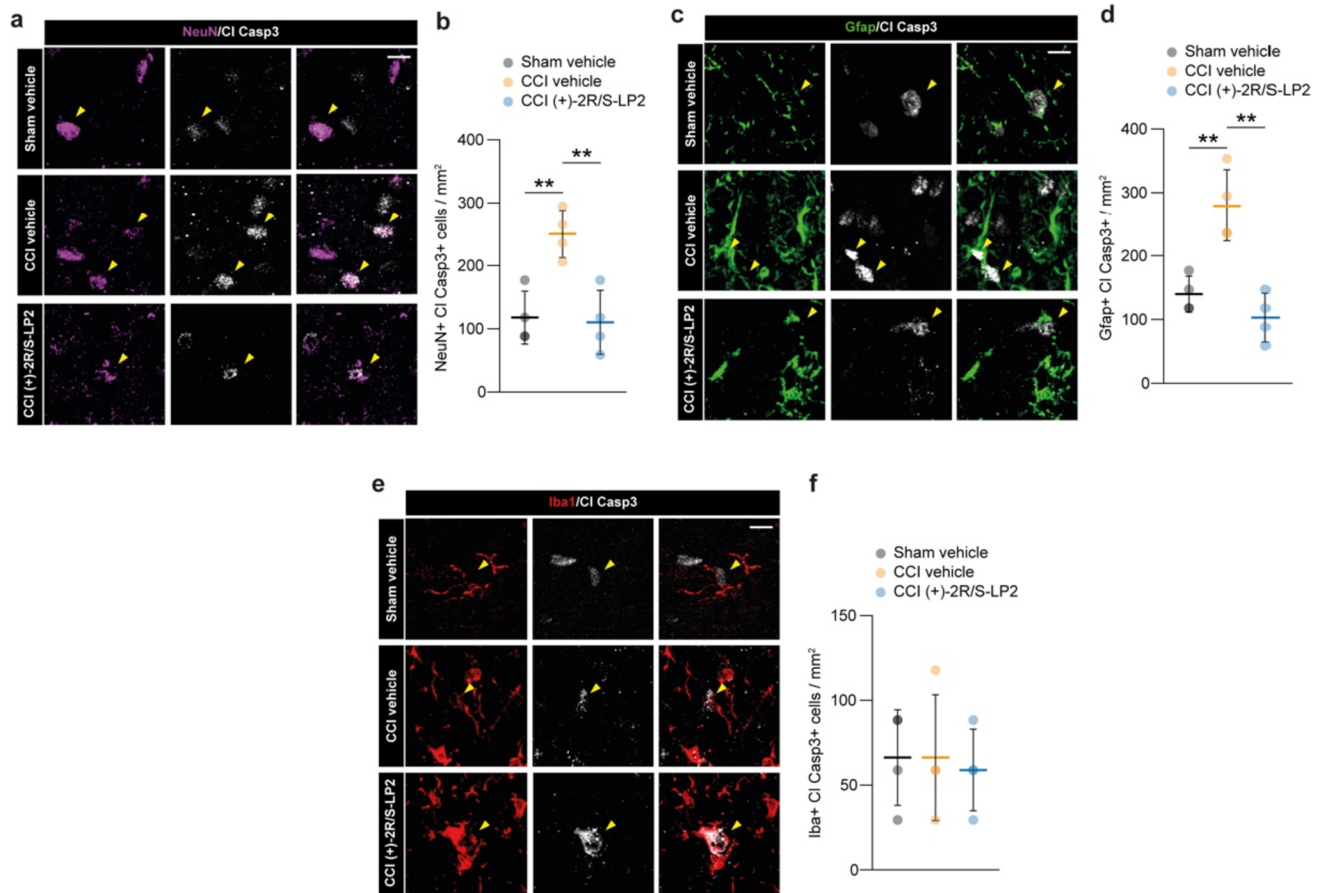 a
NeuN/Cl Casp3
Sham vehicle
CCI vehicle
CCI (+)-2R/S-LP2
b
Sham vehicle
CCI vehicle
CCI (+)-2R/S-LP2
NeuN+ Cl Casp3+ cells / mm²
400
300
200
100
0
**
**
c
Gfap/Cl Casp3
Sham vehicle
CCI vehicle
CCI (+)-2R/S-LP2
d
Sham vehicle
CCI vehicle
CCI (+)-2R/S-LP2
Gfap+ Cl Casp3+ / mm²
400
300
200
100
0
**
**
e
Iba1/Cl Casp3
Sham vehicle
CCI vehicle
CCI (+)-2R/S-LP2
f
Sham vehicle
CCI vehicle
CCI (+)-2R/S-LP2
Iba+ Cl Casp3+ cells / mm²
150
100
50
0